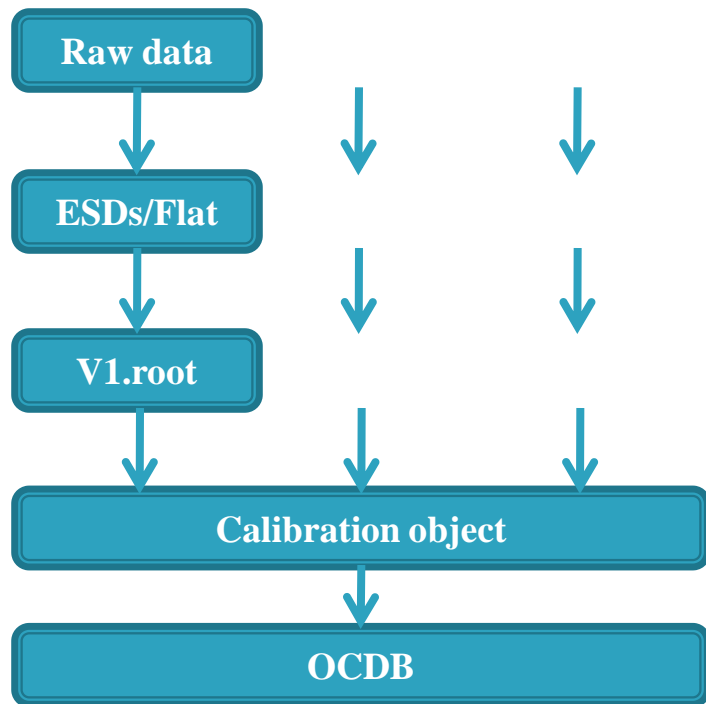 Raw data
ESDs/Flat
V1.root
Calibration object
OCDB